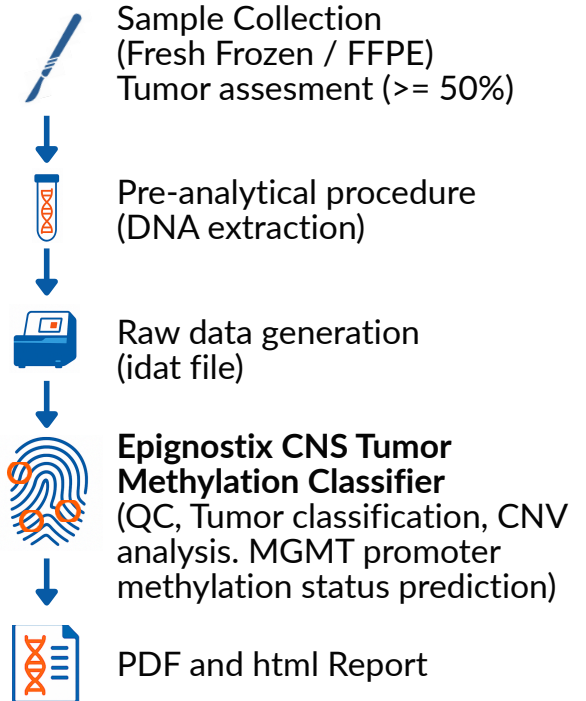 Sample Collection
(Fresh Frozen / FFPE)
Tumor assesment (>= 50%)
Pre-analytical procedure
(DNA extraction)
Raw data generation
(idat file)
Epignostix CNS Tumor
Methylation Classifier
(QC, Tumor classification, CNV
analysis. MGMT promoter
methylation status prediction)
PDF and html Report